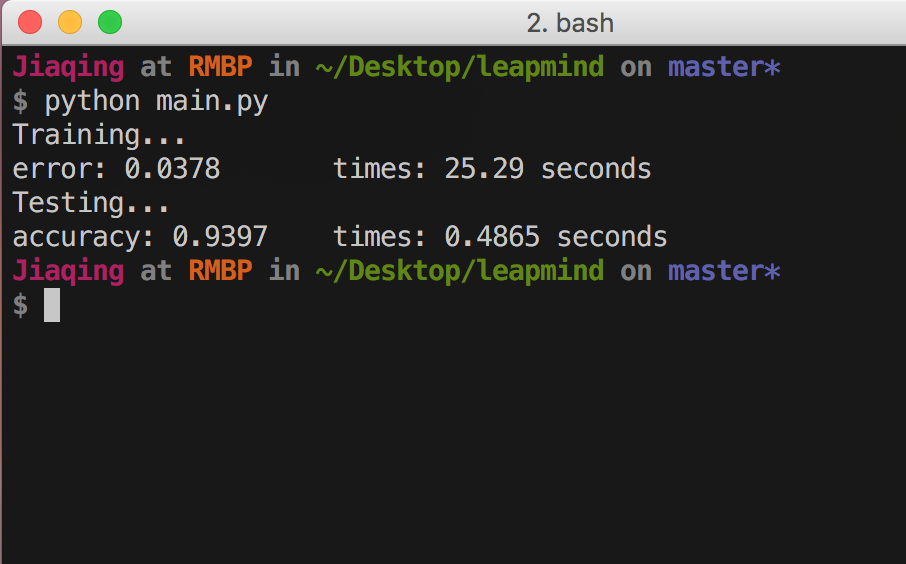 2. bash
Jiaqing at RMBP in ~/Desktop/leapmind on master*
$ python main.py
Training...
error: 0.0378       times: 25.29 seconds
Testing...
accuracy: 0.9397    times: 0.4865 seconds
Jiaqing at RMBP in ~/Desktop/leapmind on master*
$